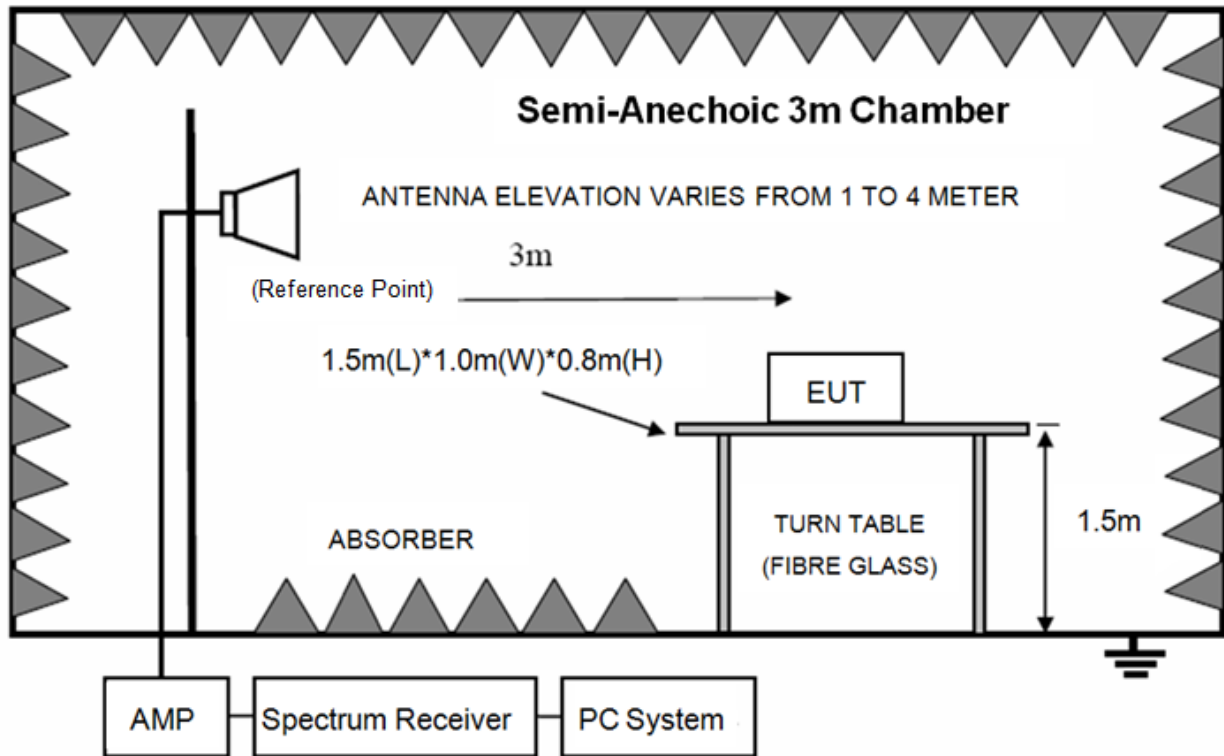 Semi-Anechoic 3m Chamber
ANTENNA ELEVATION VARIES FROM 1 TO 4 METER
3m
(Reference Point)
1.5m(L)*1.0m(W)*0.8m(H)
EUT
1.5m
TURN TABLE
(FIBRE GLASS)
ABSORBER
AMP
Spectrum Receiver
PC System